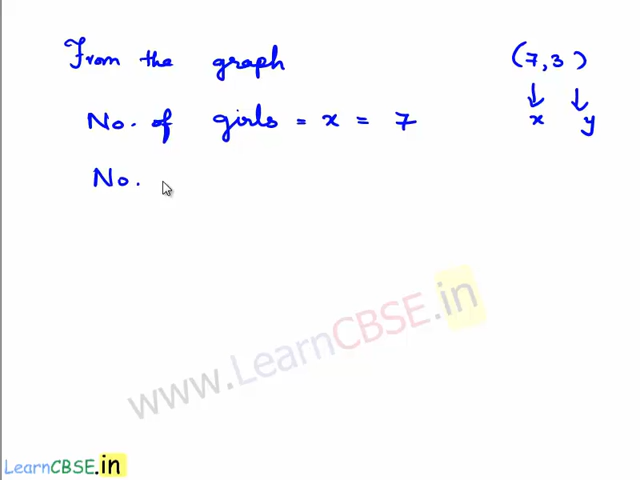 From the graph (7,3)
↓ ↓
No. of girls = x = 7 x y
No.
www.LearnCBSE.in
LearnCBSE.in